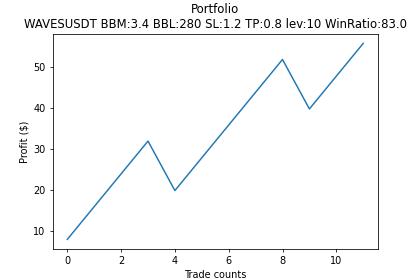 Portfolio
WAVESUSDT BBM:3.4 BBL:280 SL:1.2 TP:0.8 lev:10 WinRatio:83.0
Profit ($)
50
40
30
20
10
0 2 4 6 8 10
Trade counts